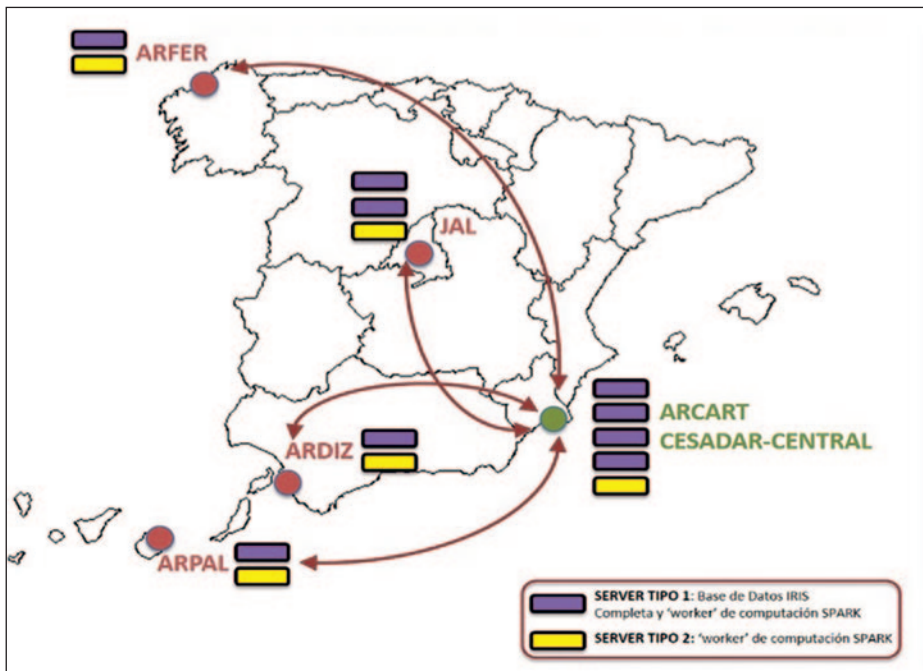 ARFER
JAL
ARDIZ
ARCART
CESADAR-CENTRAL
ARPAL
SERVER TIPO 1: Base de Datos IRIS
Completa y 'worker' de computación SPARK
SERVER TIPO 2: 'worker' de computación SPARK